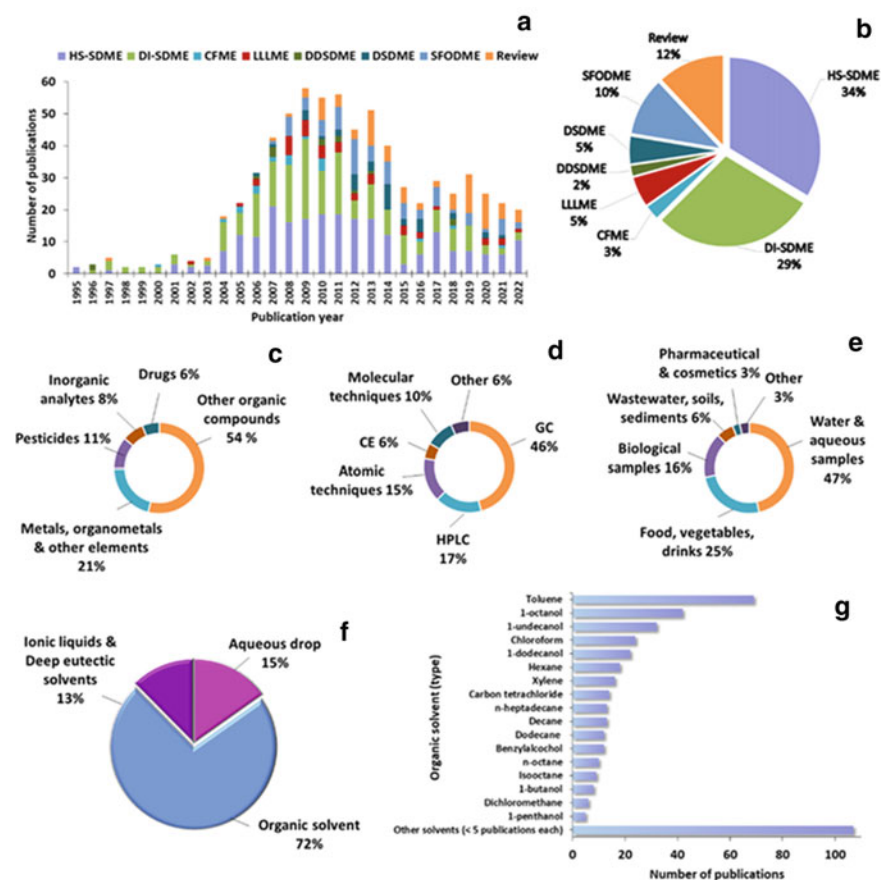 a
HS-SDME DI-SDME CFME LLLME DDSDME DSDME SFODME Review
Number of publications
60
50
40
30
20
10
0
1995 1996 1997 1998 1999 2000 2001 2002 2003 2004 2005 2006 2007 2008 2009 2010 2011 2012 2013 2014 2015 2016 2017 2018 2019 2020 2021 2022
Publication year
b
Review
12%
HS-SDME
34%
SFODME
10%
DSDME
5%
DDSDME
2%
LLLME
5%
CFME
3%
DI-SDME
29%
c
Inorganic
analytes 8%
Drugs 6%
Other organic
compounds
54 %
Pesticides 11%
Metals, organometals
& other elements
21%
d
Molecular
techniques 10%
Other 6%
GC
46%
CE 6%
Atomic
techniques 15%
HPLC
17%
e
Pharmaceutical
& cosmetics 3%
Other
3%
Wastewater, soils,
sediments 6%
Water &
aqueous
samples
47%
Biological
samples 16%
Food, vegetables,
drinks 25%
f
Ionic liquids &
Deep eutectic
solvents
13%
Aqueous drop
15%
Organic solvent
72%
g
Organic solvent (type)
Toluene
1-octanol
1-undecanol
Chloroform
1-dodecanol
Hexane
Xylene
Carbon tetrachloride
n-heptadecane
Decane
Dodecane
Benzylalcochol
n-octane
Isooctane
1-butanol
Dichloromethane
1-penthanol
Other solvents (< 5 publications each)
0 20 40 60 80 100
Number of publications